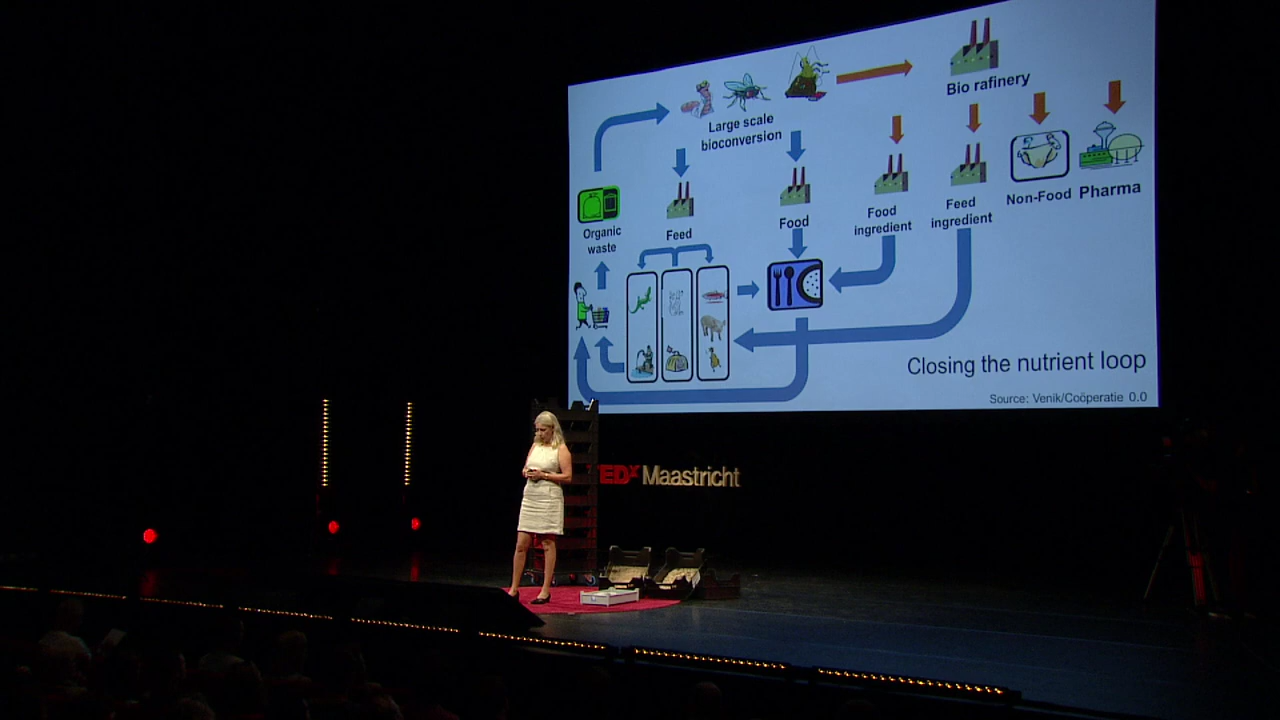 Bio rafinery
Large scale
bioconversion
Organic
waste
Feed
Food
Food
ingredient
Feed
ingredient
Non-Food
Pharma
Closing the nutrient loop
Source: Venik/Coöperatie 0.0
TEDx Maastricht